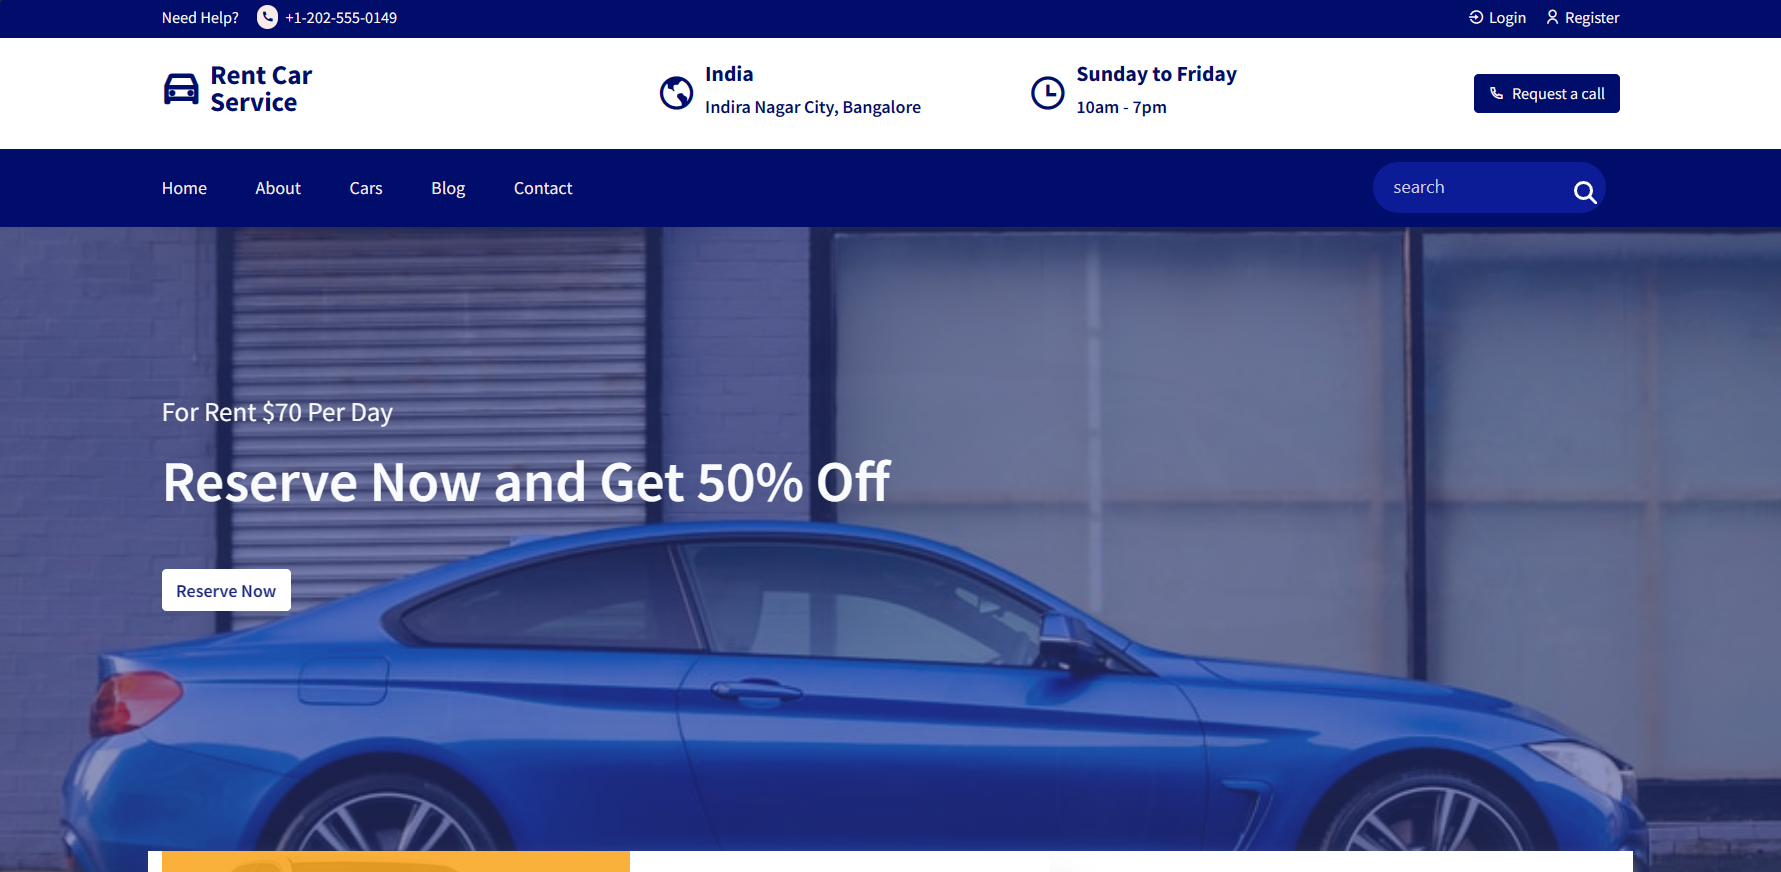 Need Help? +1-202-555-0149 Login Register
Rent Car
Service
India
Indira Nagar City, Bangalore
Sunday to Friday
10am - 7pm
Request a call
Home About Cars Blog Contact search
For Rent $70 Per Day
Reserve Now and Get 50% Off
Reserve Now